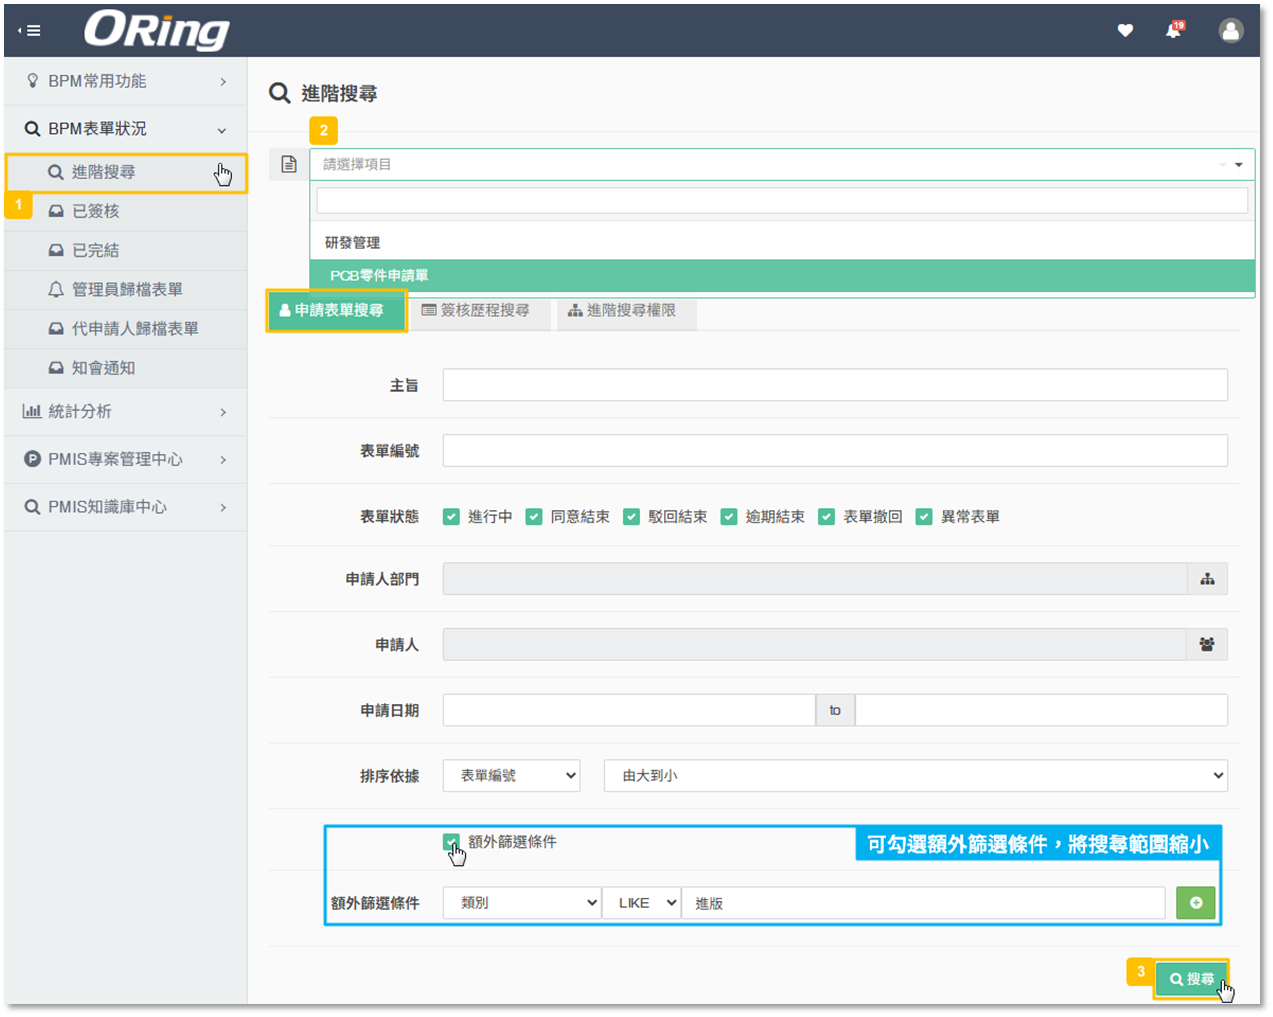 ORing
19
BPM常用功能
BPM表單狀況
進階搜尋
1
已簽核
已完結
管理員歸檔表單
代申請人歸檔表單
知會通知
統計分析
PMIS專案管理中心
PMIS知識庫中心
進階搜尋
2
請選擇項目
研發管理
PCB零件申請單
申請表單搜尋
簽核歷程搜尋
進階搜尋權限
主旨
表單編號
表單狀態 進行中 同意結束 駁回結束 逾期結束 表單撤回 異常表單
申請人部門
申請人
申請日期 to
排序依據 表單編號 由大到小
額外篩選條件
可勾選額外篩選條件，將搜尋範圍縮小
額外篩選條件 類別 LIKE 進版
3
搜尋